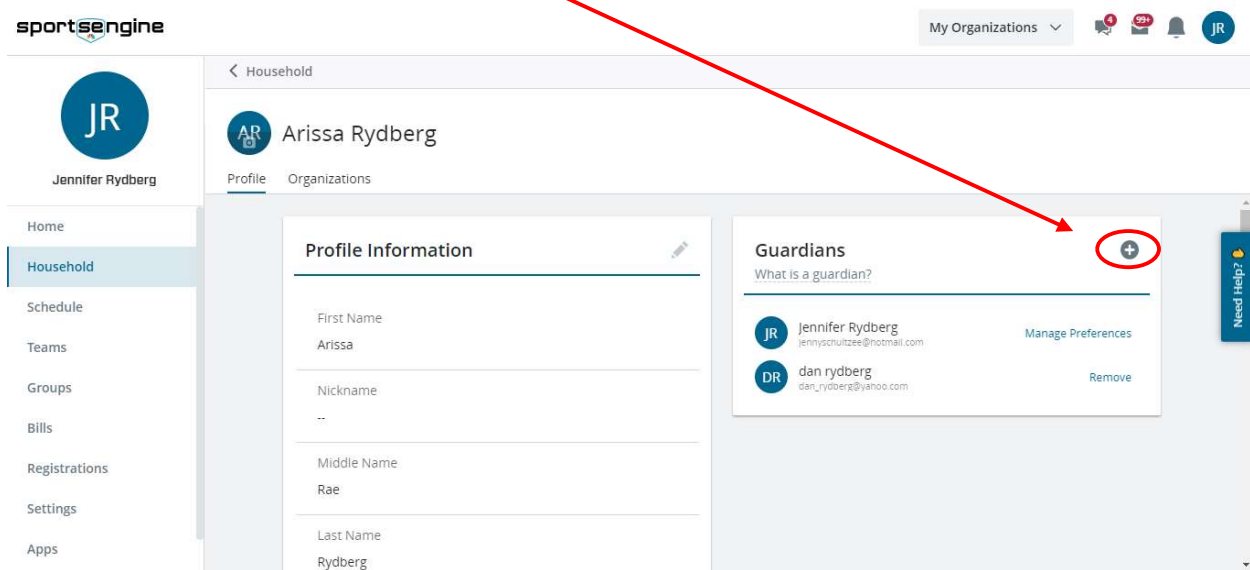 sportsengine
My Organizations
4
99+
JR
JR
Jennifer Rydberg
Home
Household
Schedule
Teams
Groups
Bills
Registrations
Settings
Apps
Household
AR
Arissa Rydberg
Profile Organizations
Profile Information
First Name
Arissa
Nickname
--
Middle Name
Rae
Last Name
Rydberg
Guardians
What is a guardian?
JR
Jennifer Rydberg
jennyschultzee@hotmail.com
Manage Preferences
DR
dan rydberg
dan_rydberg@yahoo.com
Remove
Need Help?